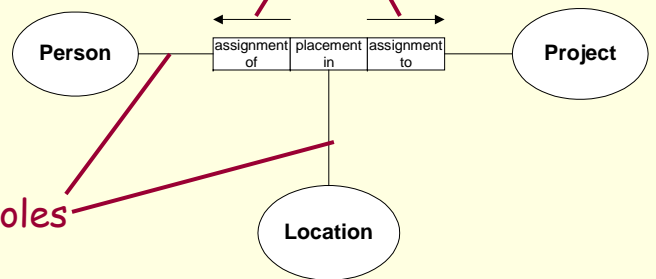 Person
assignment of
placement in
assignment to
Project
oles
Location